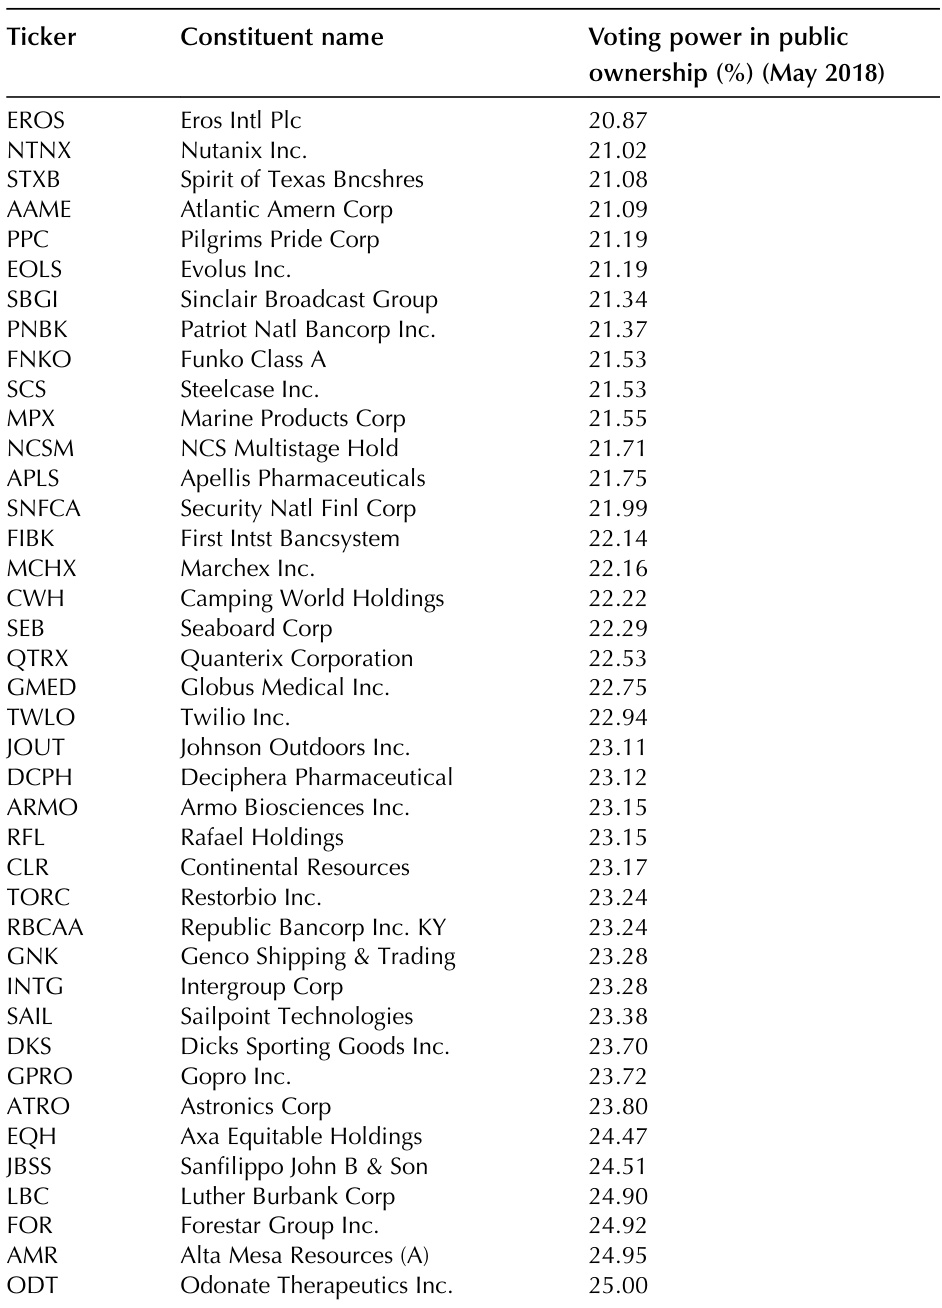 Ticker Constituent name Voting power in public
ownership (%) (May 2018)
EROS Eros Intl Plc 20.87
NTNX Nutanix Inc. 21.02
STXB Spirit of Texas Bncshres 21.08
AAME Atlantic Amern Corp 21.09
PPC Pilgrims Pride Corp 21.19
EOLS Evolus Inc. 21.19
SBGI Sinclair Broadcast Group 21.34
PNBK Patriot Natl Bancorp Inc. 21.37
FNKO Funko Class A 21.53
SCS Steelcase Inc. 21.53
MPX Marine Products Corp 21.55
NCSM NCS Multistage Hold 21.71
APLS Apellis Pharmaceuticals 21.75
SNFCA Security Natl Finl Corp 21.99
FIBK First Intst Bancsystem 22.14
MCHX Marchex Inc. 22.16
CWH Camping World Holdings 22.22
SEB Seaboard Corp 22.29
QTRX Quanterix Corporation 22.53
GMED Globus Medical Inc. 22.75
TWLO Twilio Inc. 22.94
JOUT Johnson Outdoors Inc. 23.11
DCPH Deciphera Pharmaceutical 23.12
ARMO Armo Biosciences Inc. 23.15
RFL Rafael Holdings 23.15
CLR Continental Resources 23.17
TORC Restorbio Inc. 23.24
RBCAA Republic Bancorp Inc. KY 23.24
GNK Genco Shipping & Trading 23.28
INTG Intergroup Corp 23.28
SAIL Sailpoint Technologies 23.38
DKS Dicks Sporting Goods Inc. 23.70
GPRO Gopro Inc. 23.72
ATRO Astronics Corp 23.80
EQH Axa Equitable Holdings 24.47
JBSS Sanfilippo John B & Son 24.51
LBC Luther Burbank Corp 24.90
FOR Forestar Group Inc. 24.92
AMR Alta Mesa Resources (A) 24.95
ODT Odonate Therapeutics Inc. 25.00